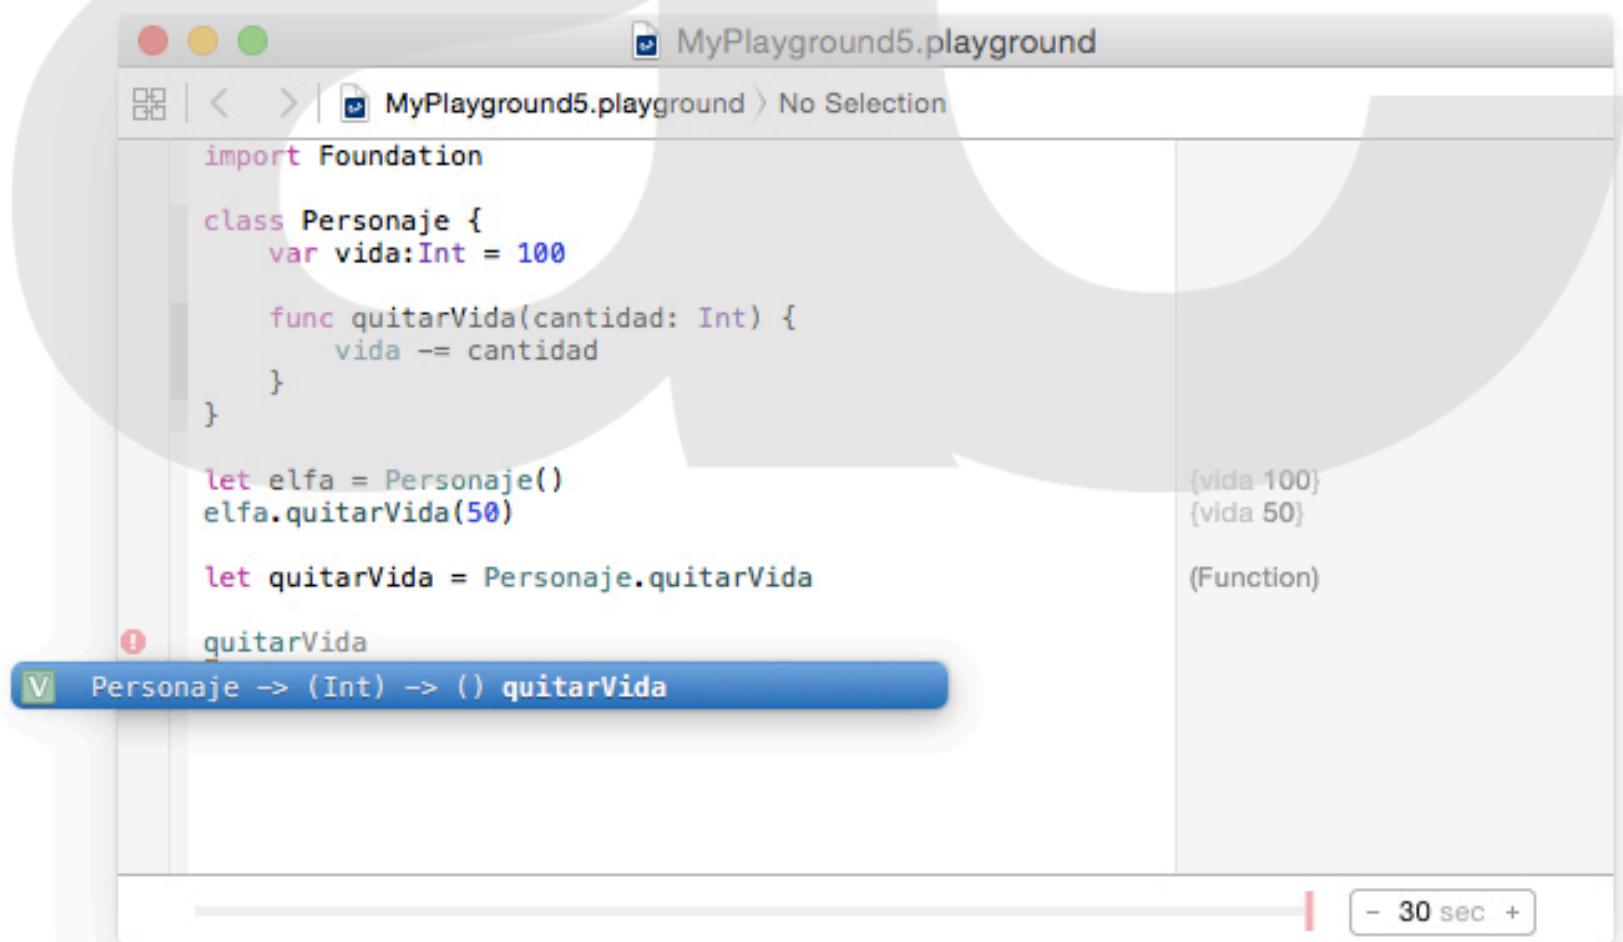 MyPlayground5.playground
MyPlayground5.playground 〉 No Selection
import Foundation
class Personaje {
var vida:Int = 100
func quitarVida(cantidad: Int) {
vida -= cantidad
}
}
let elfa = Personaje()
{vida 100}
elfa.quitarVida(50)
{vida 50}
let quitarVida = Personaje.quitarVida
(Function)
quitarVida
V Personaje -> (Int) -> () quitarVida
- 30 sec +